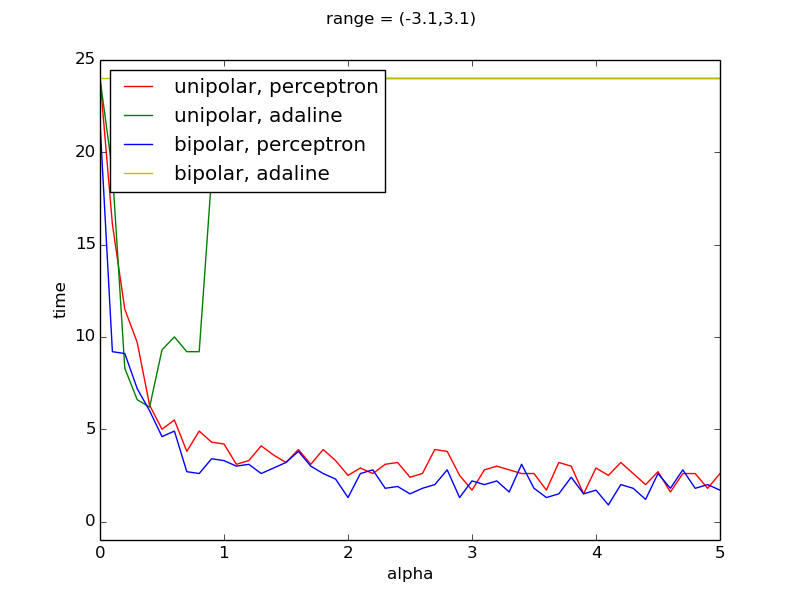 range = (-3.1,3.1)
25
20
15
10
5
0
time
unipolar, perceptron
unipolar, adaline
bipolar, perceptron
bipolar, adaline
0 1 2 3 4 5
alpha